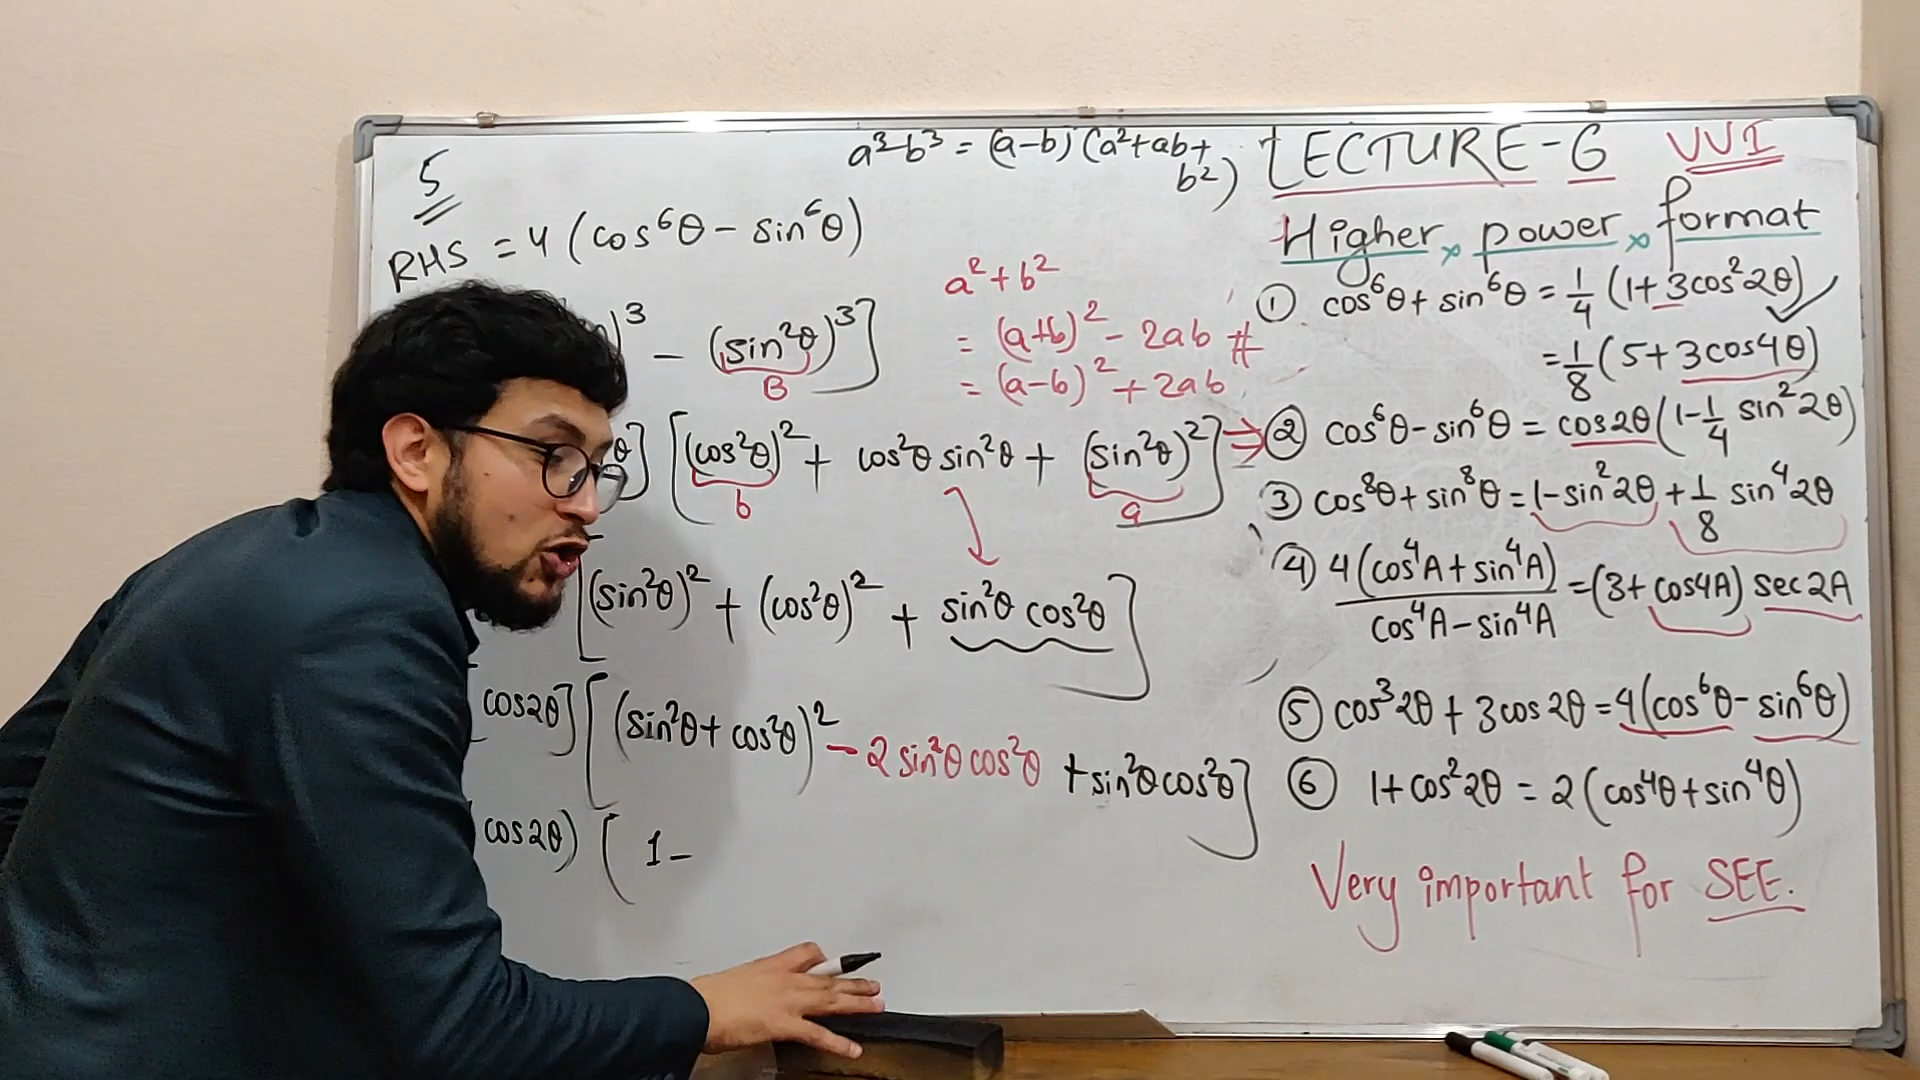 5
a³-b³ = (a-b) (a²+ab+
b²)
RHS = 4 (cos⁶θ - sin⁶θ)
)³ - (sin²θ)³]
B
a² + b²
= (a+b)² - 2ab #
= (a-b)² + 2ab
θ] [(cos²θ)² + cos²θ sin²θ + (sin²θ)²]
b a
[(sin²θ)² + (cos²θ)² + sin²θ cos²θ]
cos2θ] [(sin²θ + cos²θ)² - 2 sin²θ cos²θ + sin²θ cos²θ]
cos2θ) ( 1 -
LECTURE-6 VVI
Higher power format
① cos⁶θ + sin⁶θ = 1/4 (1+3cos²2θ)
= 1/8 (5+3cos4θ)
⇒ ② cos⁶θ - sin⁶θ = cos2θ (1 - 1/4 sin²2θ)
③ cos⁸θ + sin⁸θ = 1 - sin²2θ + 1/8 sin⁴2θ
(4) 4(cos⁴A + sin⁴A) / cos⁴A - sin⁴A = (3+cos4A) sec2A
⑤ cos³2θ + 3cos2θ = 4(cos⁶θ - sin⁶θ)
⑥ 1+cos²2θ = 2(cos⁴θ + sin⁴θ)
Very important for SEE.